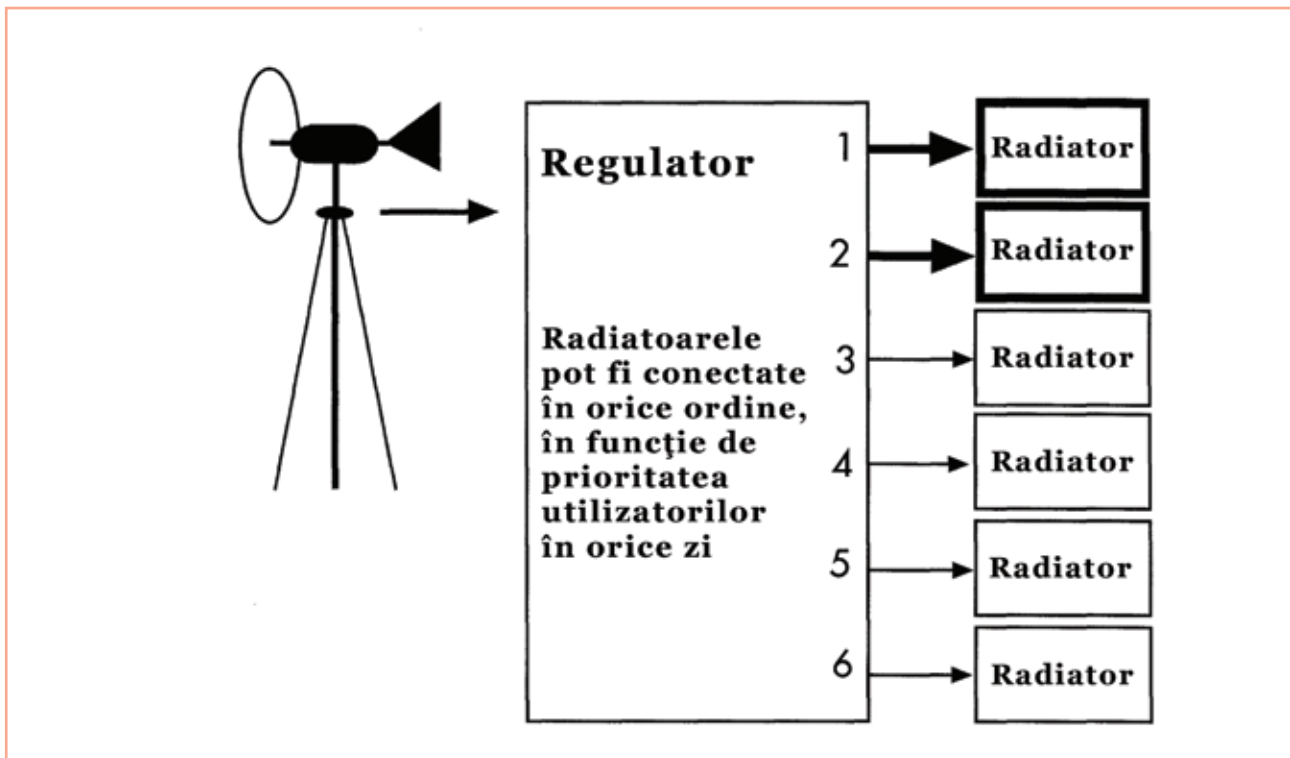 Regulator
Radiatoarele
pot fi conectate
în orice ordine,
în funcţie de
prioritatea
utilizatorilor
în orice zi
1
Radiator
2
Radiator
3
Radiator
4
Radiator
5
Radiator
6
Radiator